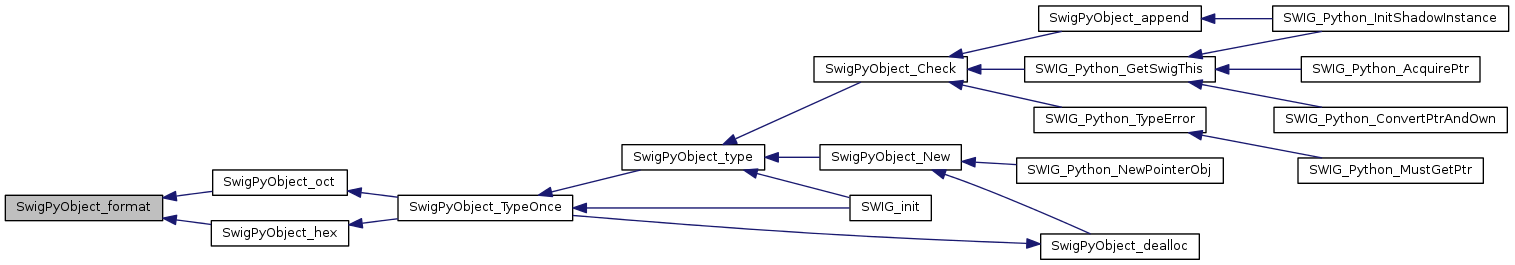 SwigPyObject_format
SwigPyObject_oct
SwigPyObject_hex
SwigPyObject_TypeOnce
SwigPyObject_type
SwigPyObject_Check
SwigPyObject_New
SWIG_init
SwigPyObject_append
SWIG_Python_GetSwigThis
SWIG_Python_TypeError
SWIG_Python_NewPointerObj
SwigPyObject_dealloc
SWIG_Python_InitShadowInstance
SWIG_Python_AcquirePtr
SWIG_Python_ConvertPtrAndOwn
SWIG_Python_MustGetPtr